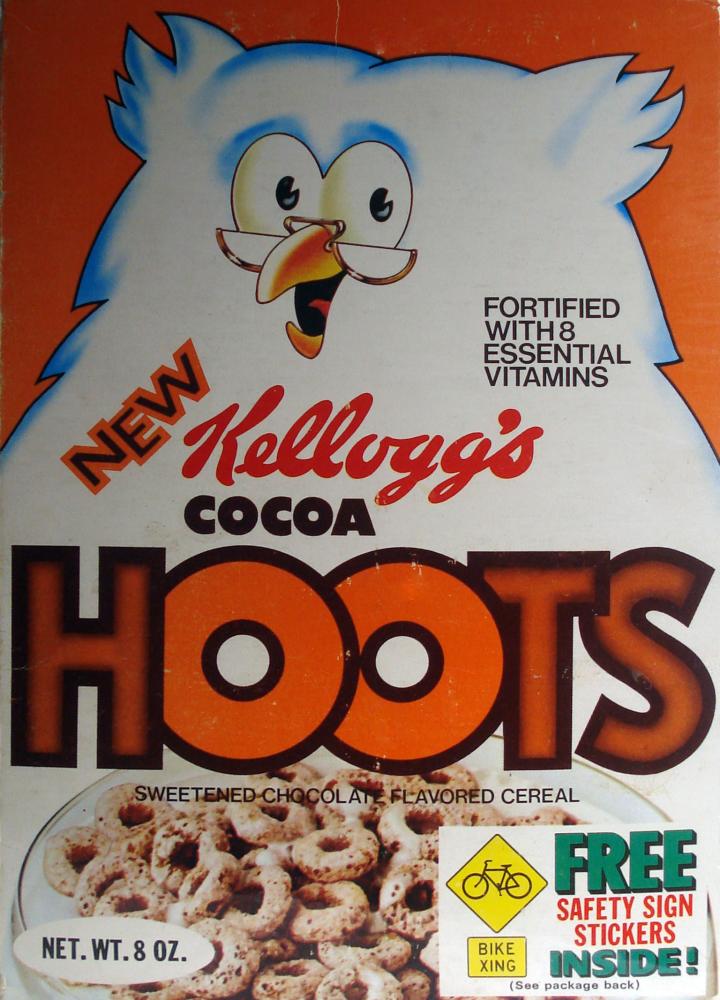 FORTIFIED
WITH 8
ESSENTIAL
VITAMINS
NEW
Kellogg's
COCOA
HOOTS
SWEETENED CHOCOLATE FLAVORED CEREAL
NET. WT. 8 OZ.
BIKE
XING
FREE
SAFETY SIGN
STICKERS
INSIDE!
(See package back)